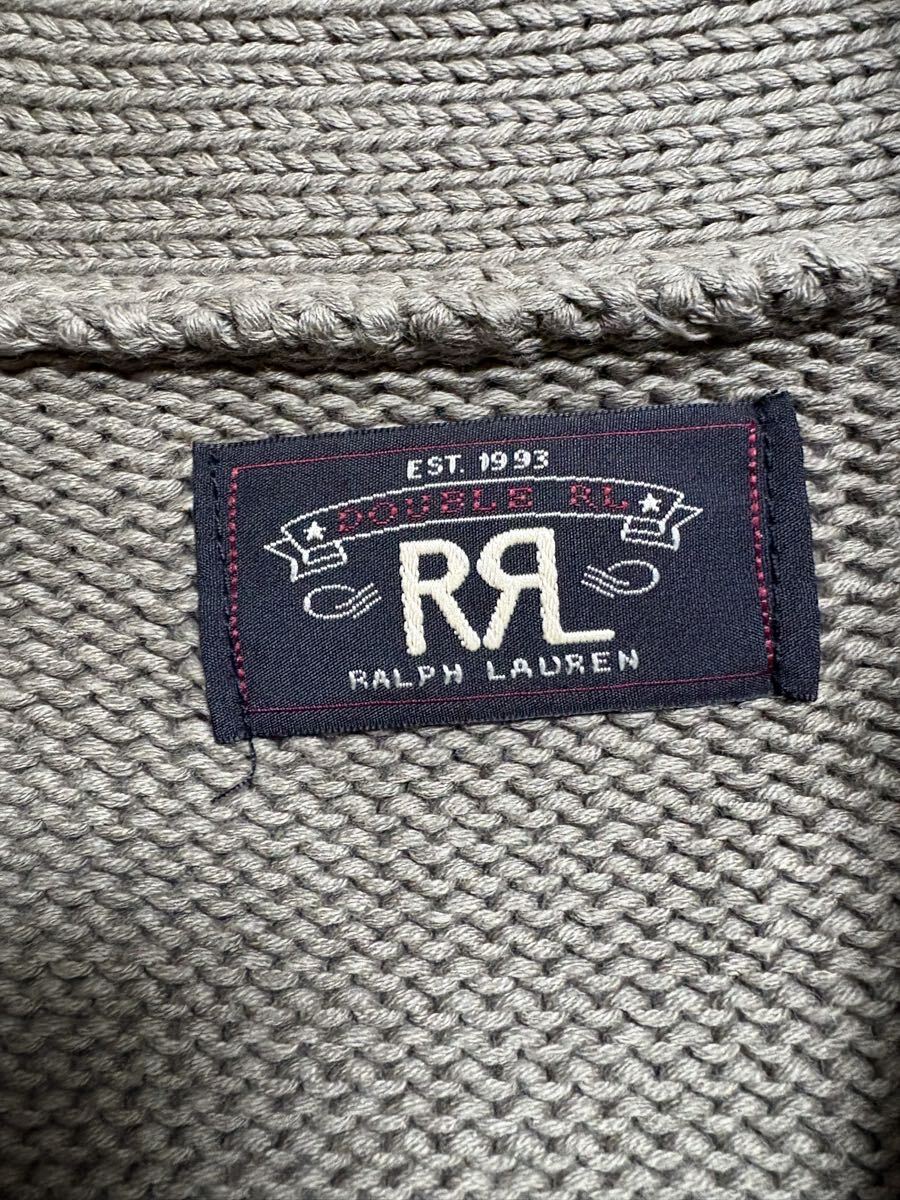 EST. 1993
DOUBLE RL
RRL
RALPH LAUREN